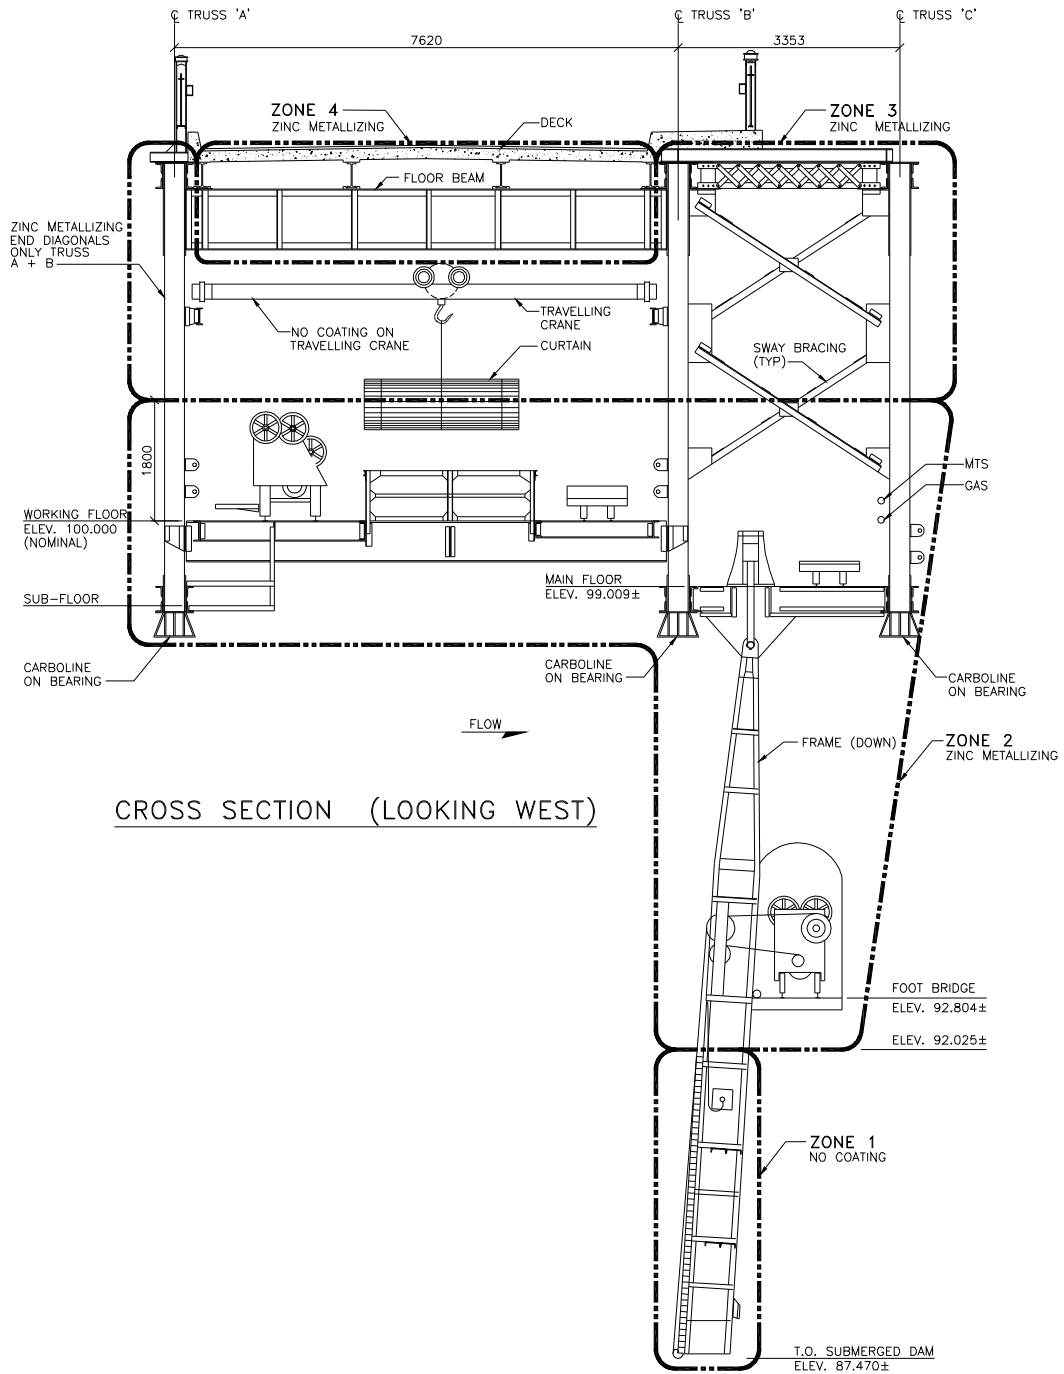 ℄ TRUSS 'A'
℄ TRUSS 'B'
℄ TRUSS 'C'
7620
3353
ZONE 4
ZINC METALLIZING
DECK
ZONE 3
ZINC METALLIZING
FLOOR BEAM
ZINC METALLIZING
END DIAGONALS
ONLY TRUSS
A + B
NO COATING ON
TRAVELLING CRANE
TRAVELLING
CRANE
CURTAIN
SWAY BRACING
(TYP)
1800
MTS
GAS
WORKING FLOOR
ELEV. 100.000
(NOMINAL)
MAIN FLOOR
ELEV. 99.009±
SUB-FLOOR
CARBOLINE
ON BEARING
CARBOLINE
ON BEARING
CARBOLINE
ON BEARING
FLOW
FRAME (DOWN)
ZONE 2
ZINC METALLIZING
CROSS SECTION (LOOKING WEST)
FOOT BRIDGE
ELEV. 92.804±
ELEV. 92.025±
ZONE 1
NO COATING
T.O. SUBMERGED DAM
ELEV. 87.470±